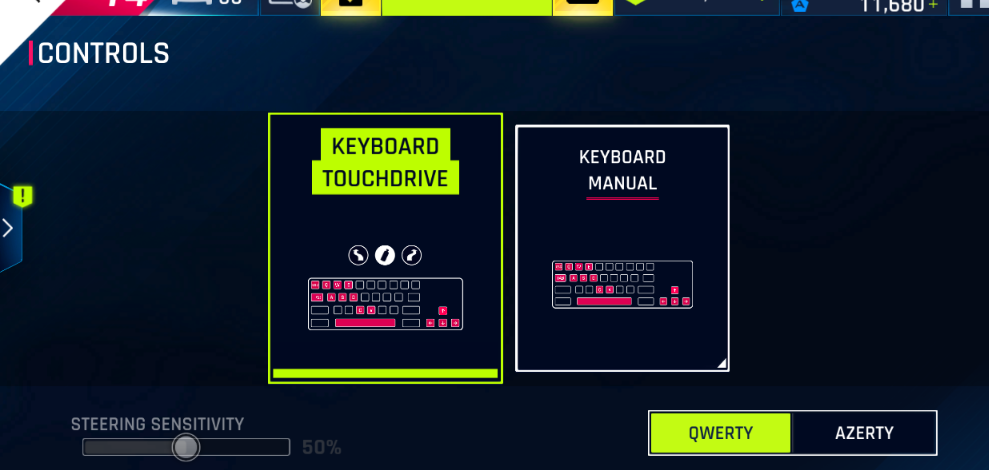 11,680+
CONTROLS
KEYBOARD
TOUCHDRIVE
KEYBOARD
MANUAL
!
STEERING SENSITIVITY
50%
QWERTY
AZERTY